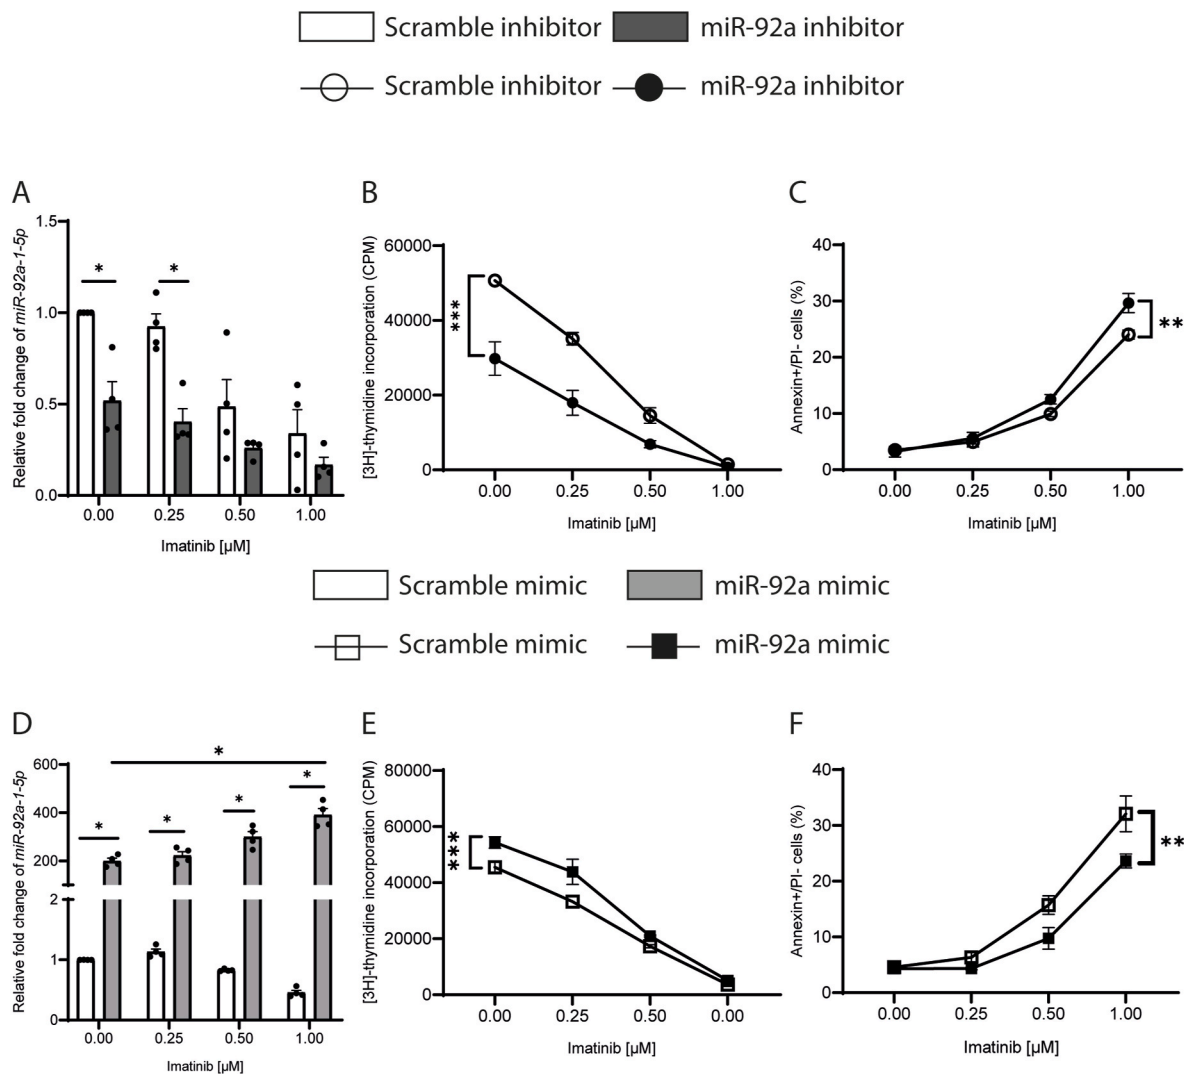 Scramble inhibitor miR-92a inhibitor
Scramble inhibitor miR-92a inhibitor
A
Relative fold change of miR-92a-1-5p
1.5
1.0
0.5
0.0
* *
0.00 0.25 0.50 1.00
Imatinib [µM]
B
[3H]-thymidine incorporation (CPM)
60000
40000
20000
0
***
0.00 0.25 0.50 1.00
Imatinib [µM]
C
Annexin+/PI- cells (%)
40
30
20
10
0
**
0.00 0.25 0.50 1.00
Imatinib [µM]
Scramble mimic miR-92a mimic
Scramble mimic miR-92a mimic
D
Relative fold change of miR-92a-1-5p
600
400
200
2
1
0
*
* * * *
0.00 0.25 0.50 1.00
Imatinib [µM]
E
[3H]-thymidine incorporation (CPM)
80000
60000
40000
20000
0
***
0.00 0.25 0.50 0.00
Imatinib [µM]
F
Annexin+/PI- cells (%)
40
30
20
10
0
**
0.00 0.25 0.50 1.00
Imatinib [µM]